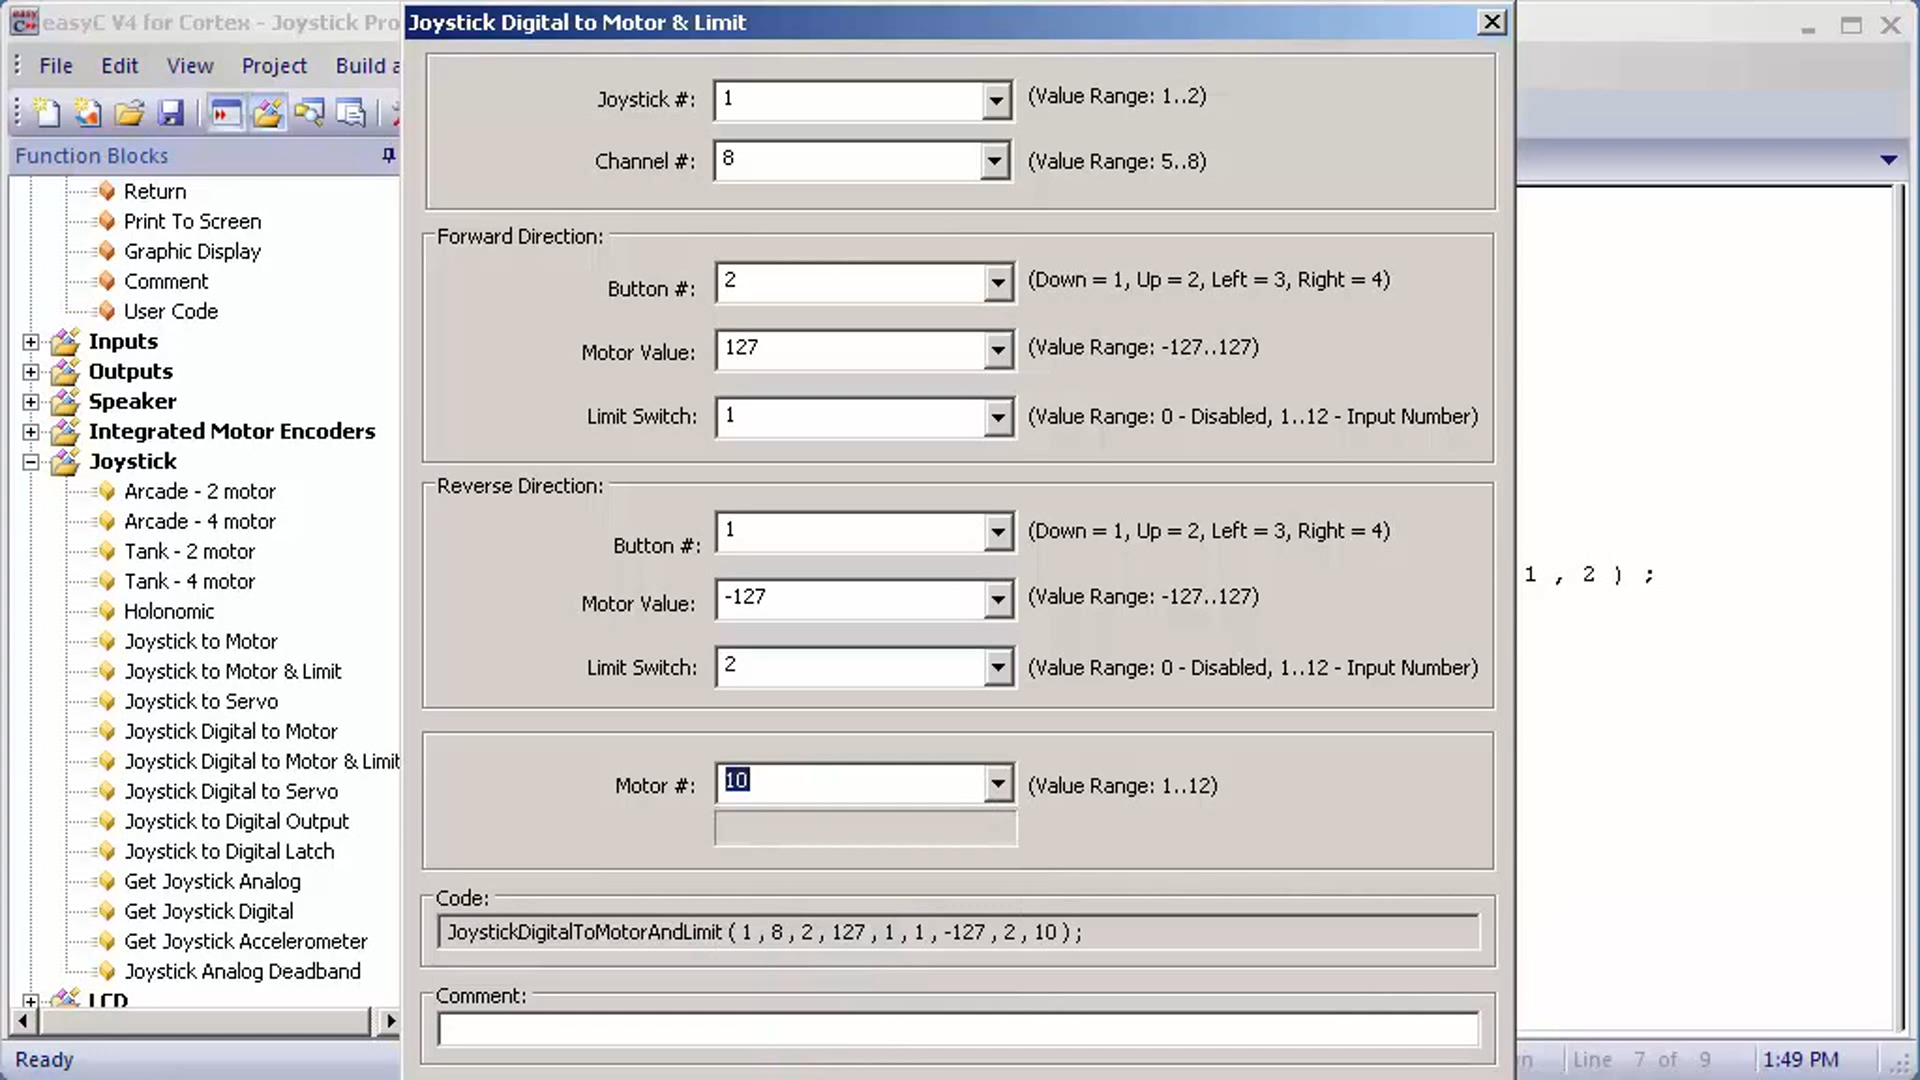 easyC V4 for Cortex - Joystick Pro
File Edit View Project Build a
Function Blocks
Return
Print To Screen
Graphic Display
Comment
User Code
Inputs
Outputs
Speaker
Integrated Motor Encoders
Joystick
Arcade - 2 motor
Arcade - 4 motor
Tank - 2 motor
Tank - 4 motor
Holonomic
Joystick to Motor
Joystick to Motor & Limit
Joystick to Servo
Joystick Digital to Motor
Joystick Digital to Motor & Limit
Joystick Digital to Servo
Joystick to Digital Output
Joystick to Digital Latch
Get Joystick Analog
Get Joystick Digital
Get Joystick Accelerometer
Joystick Analog Deadband
LCD
Ready
Joystick Digital to Motor & Limit
Joystick #: 1 (Value Range: 1..2)
Channel #: 8 (Value Range: 5..8)
Forward Direction:
Button #: 2 (Down = 1, Up = 2, Left = 3, Right = 4)
Motor Value: 127 (Value Range: -127..127)
Limit Switch: 1 (Value Range: 0 - Disabled, 1..12 - Input Number)
Reverse Direction:
Button #: 1 (Down = 1, Up = 2, Left = 3, Right = 4)
Motor Value: -127 (Value Range: -127..127)
Limit Switch: 2 (Value Range: 0 - Disabled, 1..12 - Input Number)
Motor #: 10 (Value Range: 1..12)
Code:
JoystickDigitalToMotorAndLimit ( 1 , 8 , 2 , 127 , 1 , 1 , -127 , 2 , 10 ) ;
Comment:
1 , 2 ) ;
n Line 7 of 9 1:49 PM